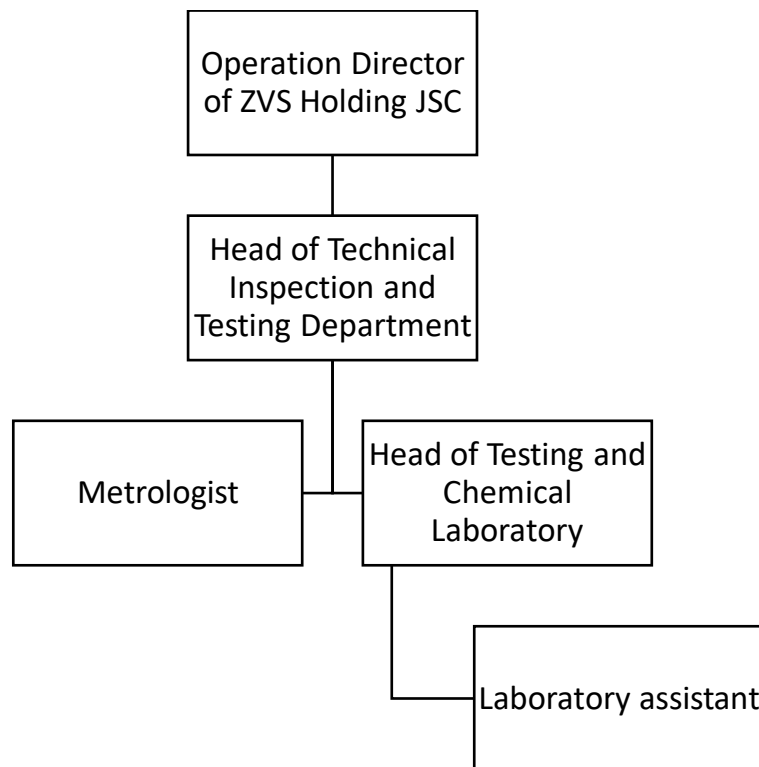 Operation Director
of ZVS Holding JSC
Head of Technical
Inspection and
Testing Department
Metrologist
Head of Testing and
Chemical
Laboratory
Laboratory assistant